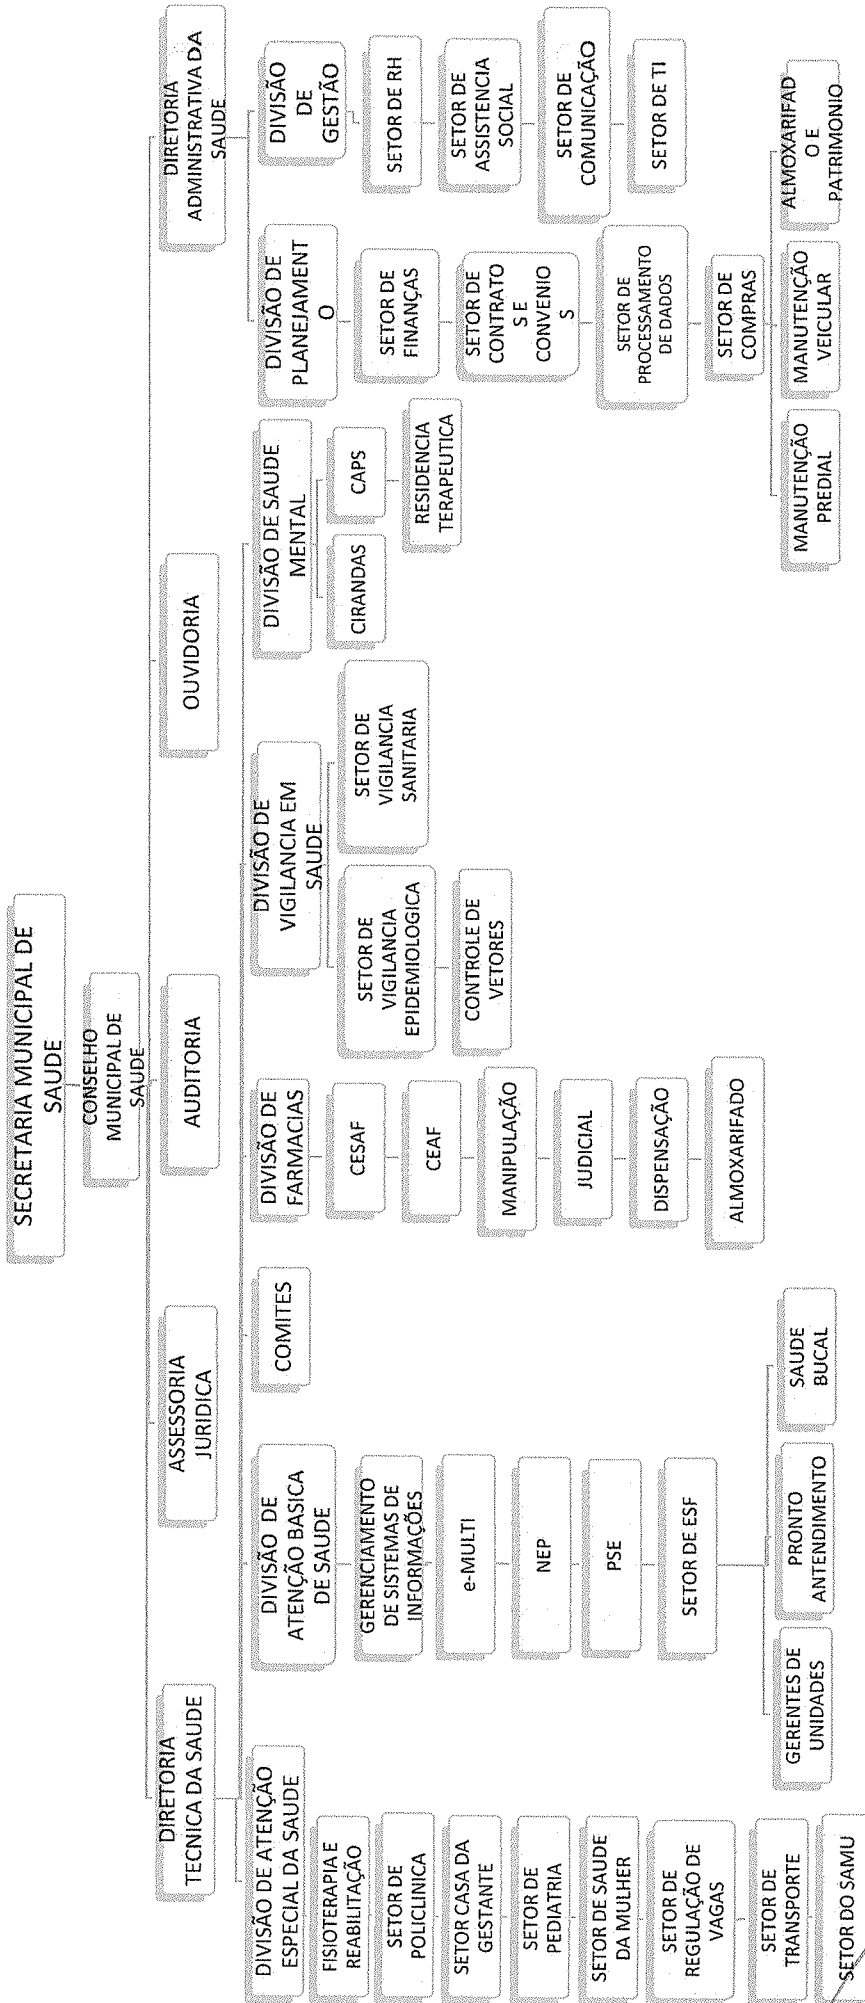 SECRETARIA MUNICIPAL DE
SAUDE
CONSELHO
MUNICIPAL DE
SAUDE
DIRETORIA
TECNICA DA SAUDE
ASSESSORIA
JURIDICA
AUDITORIA
OUVIDORIA
DIRETORIA
ADMINISTRATIVA DA
SAUDE
DIVISÃO DE ATENÇÃO
ESPECIAL DA SAUDE
FISIOTERAPIA E
REABILITAÇÃO
SETOR DE
POLICLINICA
SETOR CASA DA
GESTANTE
SETOR DE
PEDIATRIA
SETOR DE SAUDE
DA MULHER
SETOR DE
REGULAÇÃO DE
VAGAS
SETOR DE
TRANSPORTE
SETOR DO SAMU
DIVISÃO DE
ATENÇÃO BASICA
DE SAUDE
GERENCIAMENTO
DE SISTEMAS DE
INFORMAÇÕES
e-MULTI
NEP
PSE
SETOR DE ESF
GERENTES DE
UNIDADES
PRONTO
ANTENDIMENTO
SAUDE
BUCAL
COMITES
DIVISÃO DE
FARMACIAS
CESAF
CEAF
MANIPULAÇÃO
JUDICIAL
DISPENSAÇÃO
ALMOXARIFADO
DIVISÃO DE
VIGILANCIA EM
SAUDE
SETOR DE
VIGILANCIA
EPIDEMIOLOGICA
CONTROLE DE
VETORES
SETOR DE
VIGILANCIA
SANITARIA
DIVISÃO DE SAUDE
MENTAL
CIRANDAS
CAPS
RESIDENCIA
TERAPEUTICA
DIVISÃO DE
PLANEJAMENT
O
SETOR DE
FINANÇAS
SETOR DE
CONTRATO
S E
CONVENIO
S
SETOR DE
PROCESSAMENTO
DE DADOS
SETOR DE
COMPRAS
MANUTENÇÃO
PREDIAL
MANUTENÇÃO
VEICULAR
ALMOXARIFAD
O E
PATRIMONIO
DIVISÃO
DE
GESTÃO
SETOR DE RH
SETOR DE
ASSISTENCIA
SOCIAL
SETOR DE
COMUNICAÇÃO
SETOR DE TI